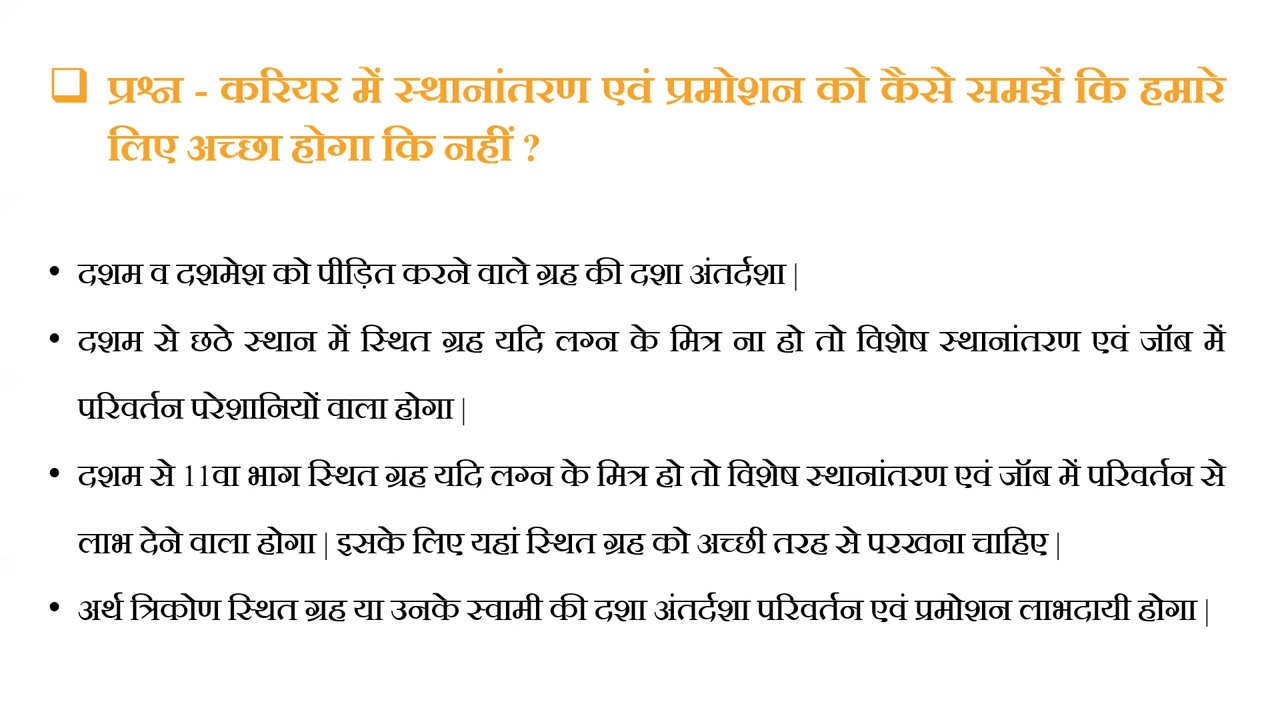 ❑ प्रश्न - करियर में स्थानांतरण एवं प्रमोशन को कैसे समझें कि हमारे
लिए अच्छा होगा कि नहीं ?
• दशम व दशमेश को पीड़ित करने वाले ग्रह की दशा अंतर्दशा |
• दशम से छठे स्थान में स्थित ग्रह यदि लग्न के मित्र ना हो तो विशेष स्थानांतरण एवं जॉब में
परिवर्तन परेशानियों वाला होगा |
• दशम से 11वा भाग स्थित ग्रह यदि लग्न के मित्र हो तो विशेष स्थानांतरण एवं जॉब में परिवर्तन से
लाभ देने वाला होगा | इसके लिए यहां स्थित ग्रह को अच्छी तरह से परखना चाहिए |
• अर्थ त्रिकोण स्थित ग्रह या उनके स्वामी की दशा अंतर्दशा परिवर्तन एवं प्रमोशन लाभदायी होगा |